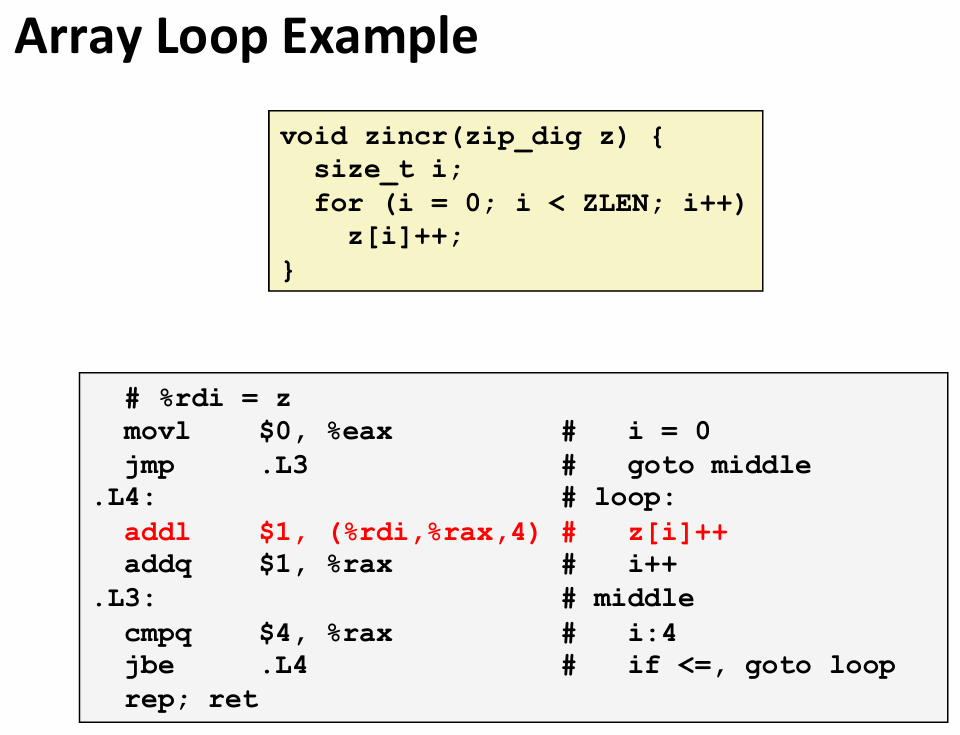 Array Loop Example
void zincr(zip_dig z) {
  size_t i;
  for (i = 0; i < ZLEN; i++)
    z[i]++;
}
  # %rdi = z
  movl    $0, %eax          #   i = 0
  jmp     .L3               #   goto middle
.L4:                        # loop:
  addl    $1, (%rdi,%rax,4) #   z[i]++
  addq    $1, %rax          #   i++
.L3:                        # middle
  cmpq    $4, %rax          #   i:4
  jbe     .L4               #   if <=, goto loop
  rep; ret